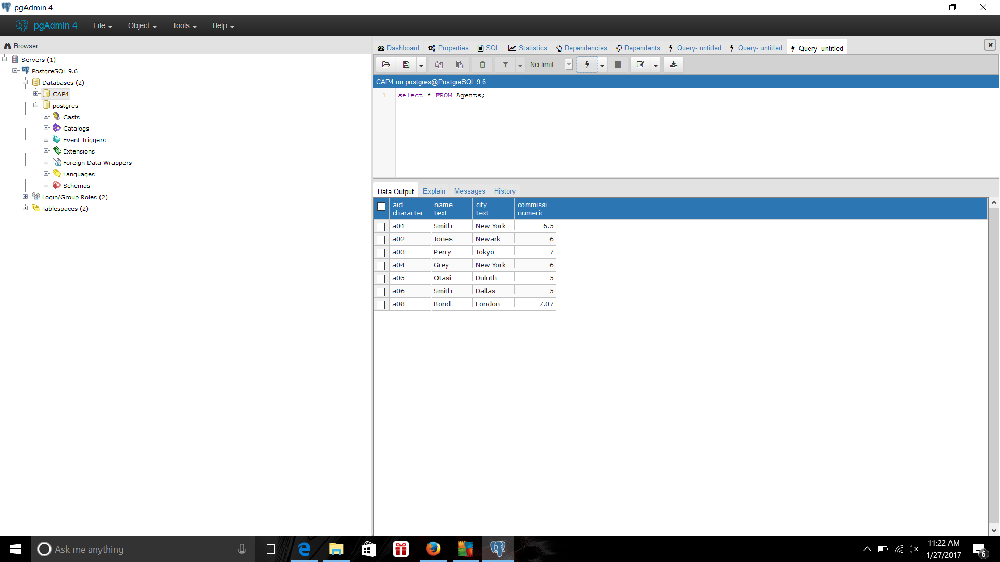 pgAdmin 4
pgAdmin 4 File Object Tools Help
Browser
Servers (1)
PostgreSQL 9.6
Databases (2)
CAP4
postgres
Casts
Catalogs
Event Triggers
Extensions
Foreign Data Wrappers
Languages
Schemas
Login/Group Roles (2)
Tablespaces (2)
Dashboard Properties SQL Statistics Dependencies Dependents Query- untitled Query- untitled Query- untitled
No limit
CAP4 on postgres@PostgreSQL 9.6
1 select * FROM Agents;
Data Output Explain Messages History
aid name city commissi...
character text text numeric ...
a01 Smith New York 6.5
a02 Jones Newark 6
a03 Perry Tokyo 7
a04 Grey New York 6
a05 Otasi Duluth 5
a06 Smith Dallas 5
a08 Bond London 7.07
Ask me anything
11:22 AM
1/27/2017
6